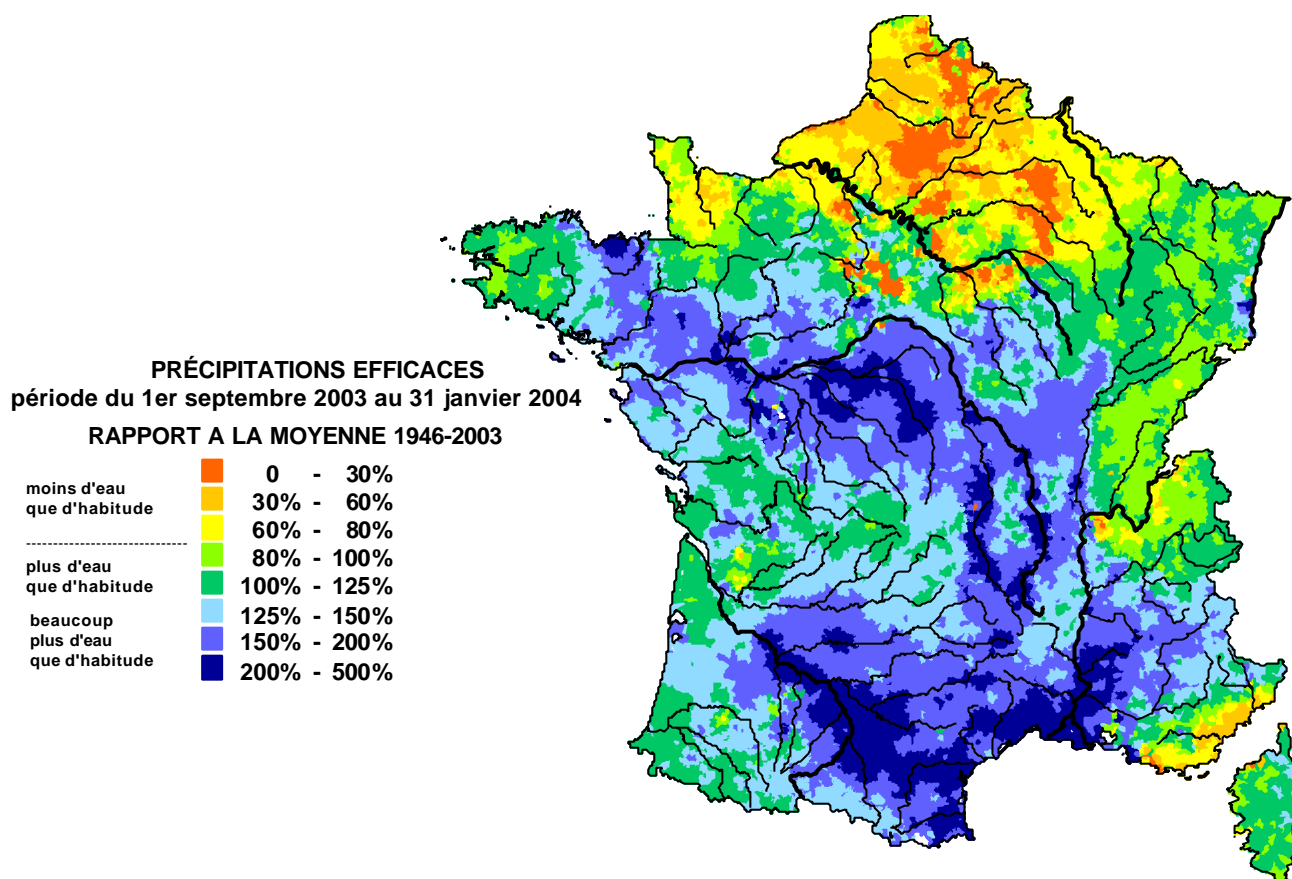 PRÉCIPITATIONS EFFICACES
période du 1er septembre 2003 au 31 janvier 2004
RAPPORT A LA MOYENNE 1946-2003
moins d'eau
que d'habitude
-----------------------------
plus d'eau
que d'habitude
beaucoup
plus d'eau
que d'habitude
0 - 30%
30% - 60%
60% - 80%
80% - 100%
100% - 125%
125% - 150%
150% - 200%
200% - 500%